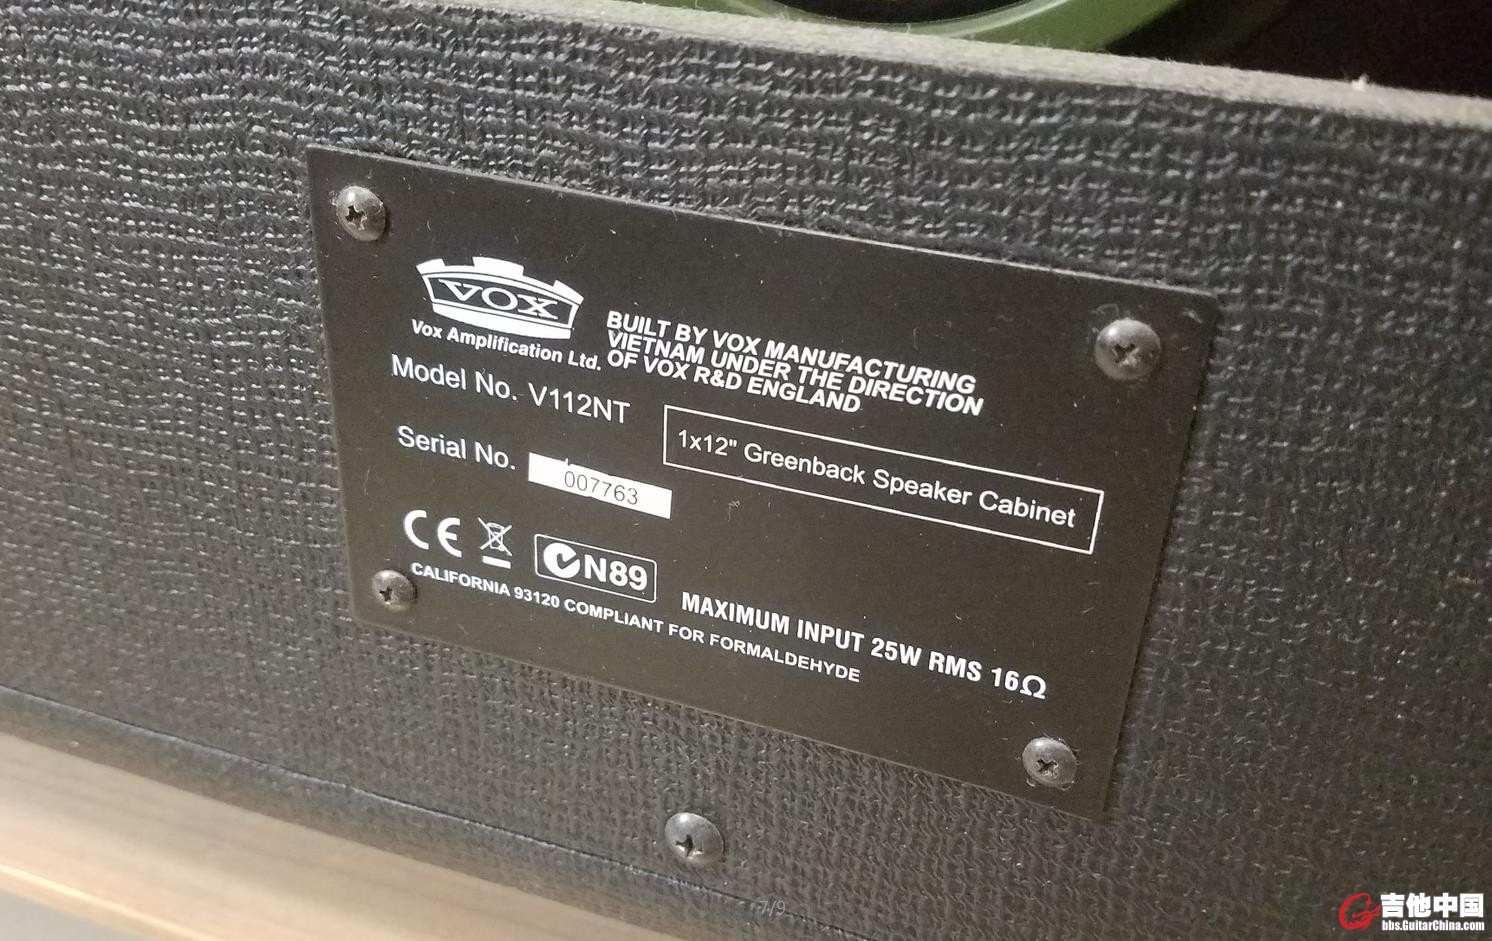 VOX
Vox Amplification Ltd.
BUILT BY VOX MANUFACTURING
VIETNAM UNDER THE DIRECTION
OF VOX R&D ENGLAND
Model No. V112NT
1x12" Greenback Speaker Cabinet
Serial No. 007763
CE
N89
MAXIMUM INPUT 25W RMS 16Ω
CALIFORNIA 93120 COMPLIANT FOR FORMALDEHYDE
7/9
吉他中国
bbs.GuitarChina.com